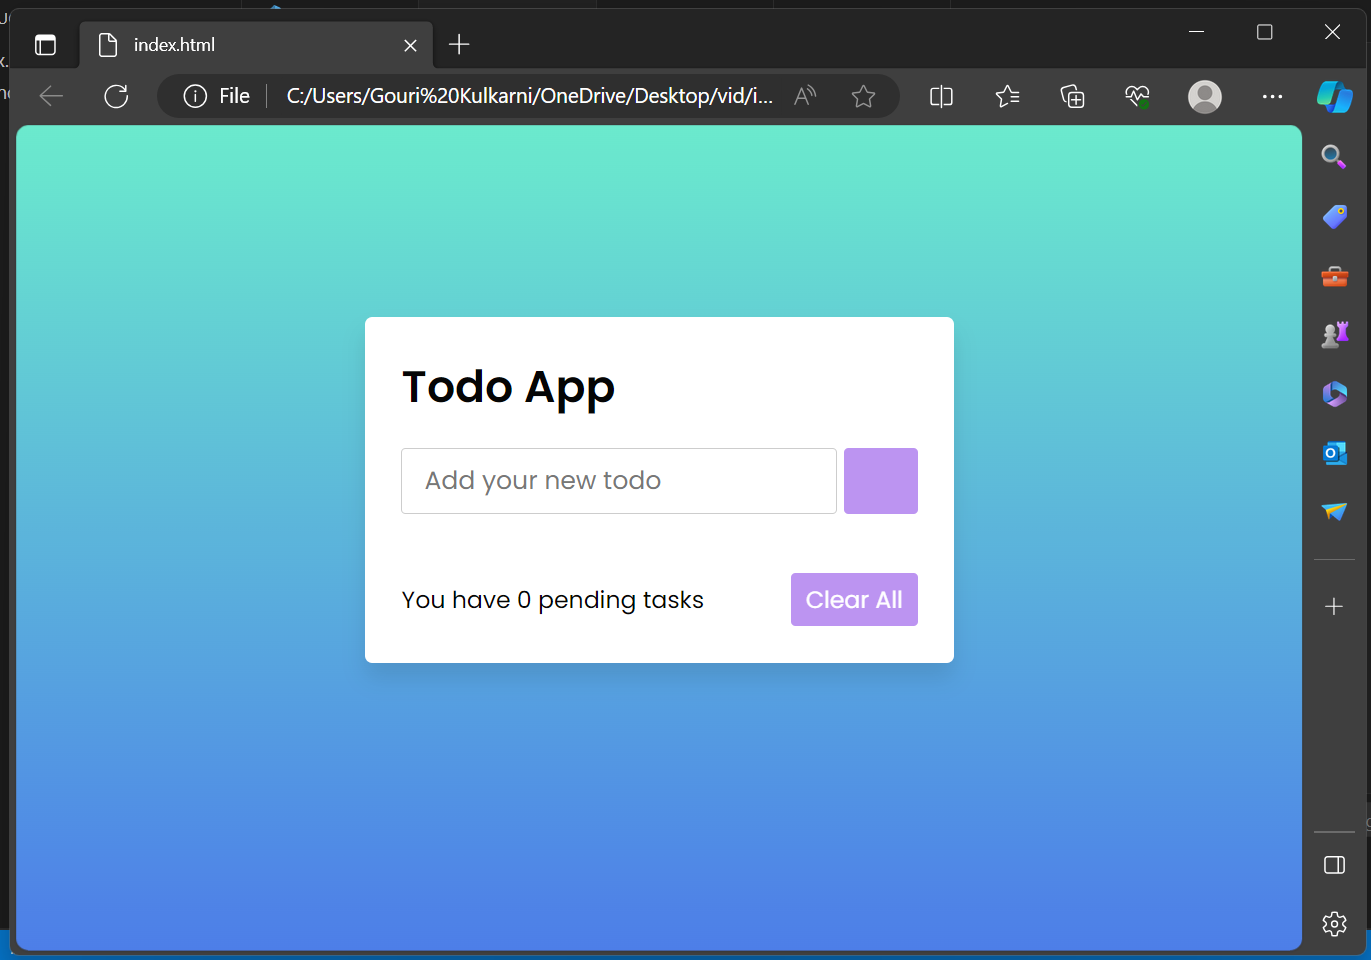 index.html
File
C:/Users/Gouri%20Kulkarni/OneDrive/Desktop/vid/i...
Todo App
Add your new todo
You have 0 pending tasks
Clear All